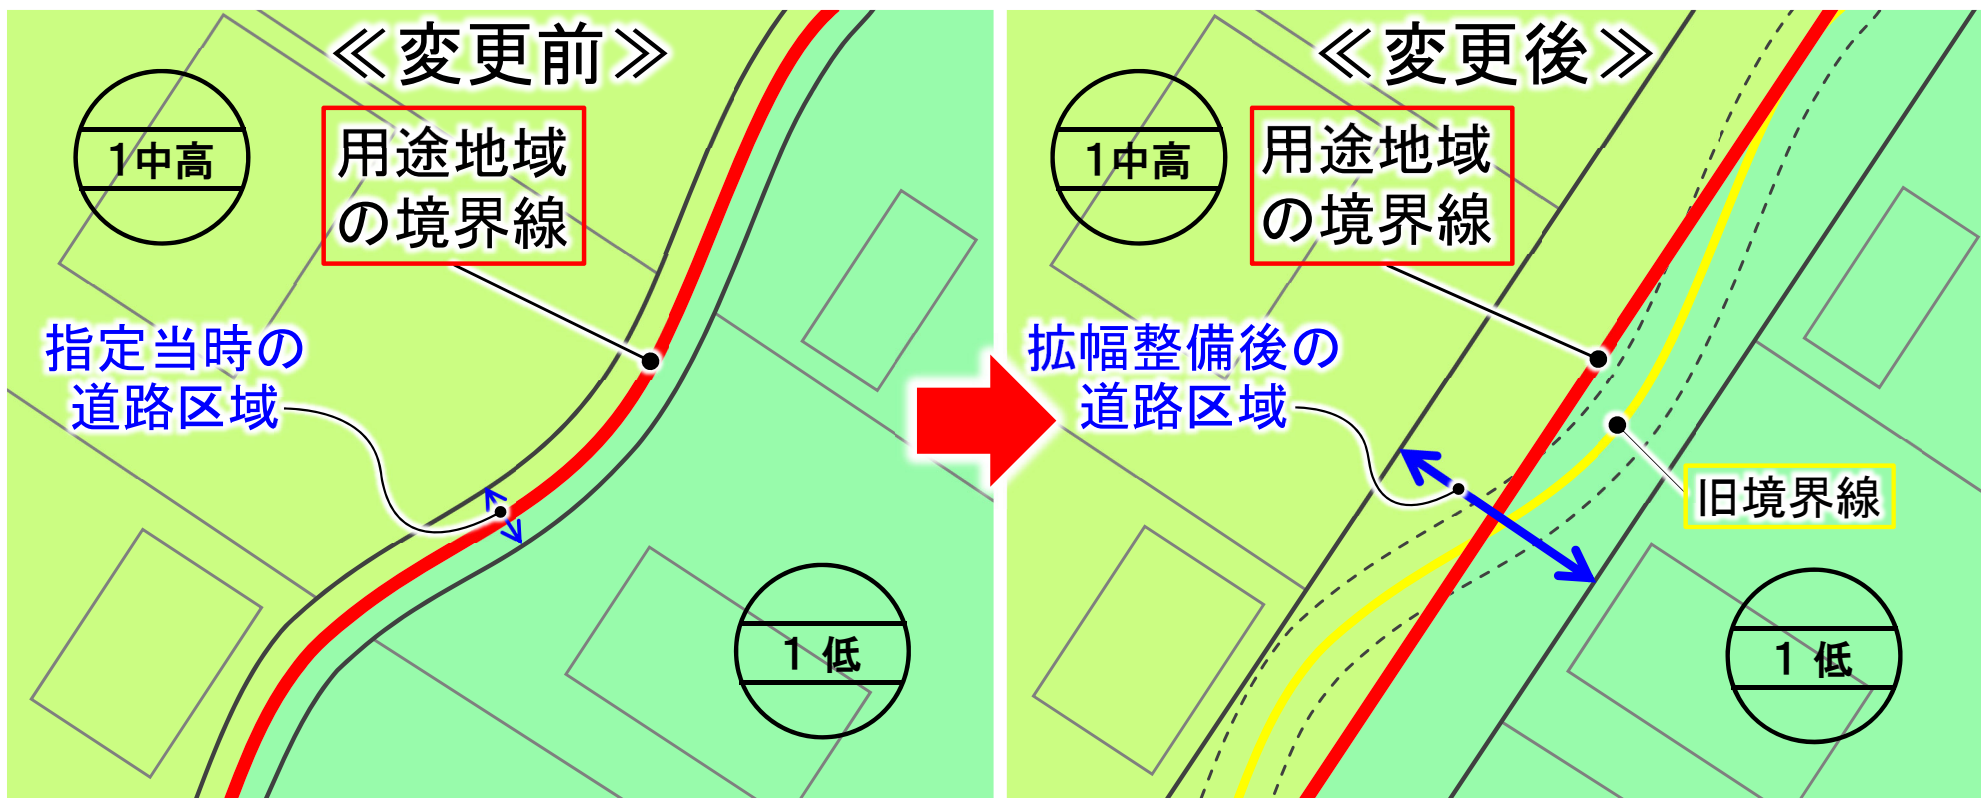 ≪変更前≫
1中高
用途地域
の境界線
指定当時の
道路区域
1低
≪変更後≫
1中高
用途地域
の境界線
拡幅整備後の
道路区域
旧境界線
1低